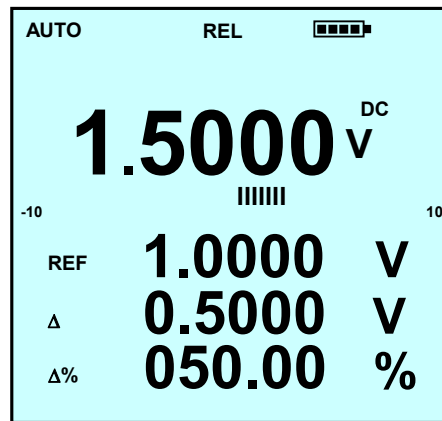 AUTO REL
DC
1.5000 V
-10 10
REF 1.0000 V
Δ 0.5000 V
Δ% 050.00 %